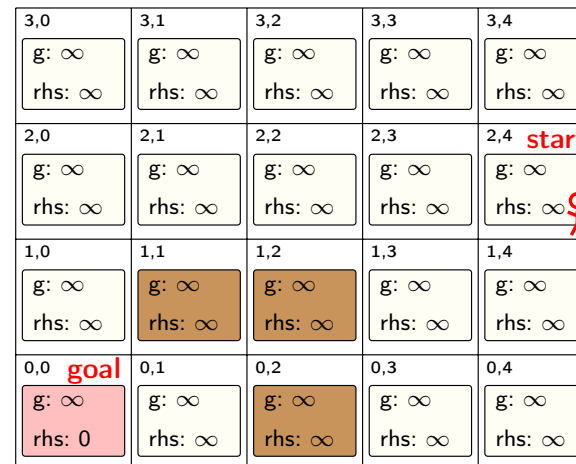 3,0 3,1 3,2 3,3 3,4
g: ∞ g: ∞ g: ∞ g: ∞ g: ∞
rhs: ∞ rhs: ∞ rhs: ∞ rhs: ∞ rhs: ∞
2,0 2,1 2,2 2,3 2,4 star
g: ∞ g: ∞ g: ∞ g: ∞ g: ∞
rhs: ∞ rhs: ∞ rhs: ∞ rhs: ∞ rhs: ∞
1,0 1,1 1,2 1,3 1,4
g: ∞ g: ∞ g: ∞ g: ∞ g: ∞
rhs: ∞ rhs: ∞ rhs: ∞ rhs: ∞ rhs: ∞
0,0 goal 0,1 0,2 0,3 0,4
g: ∞ g: ∞ g: ∞ g: ∞ g: ∞
rhs: 0 rhs: ∞ rhs: ∞ rhs: ∞ rhs: ∞